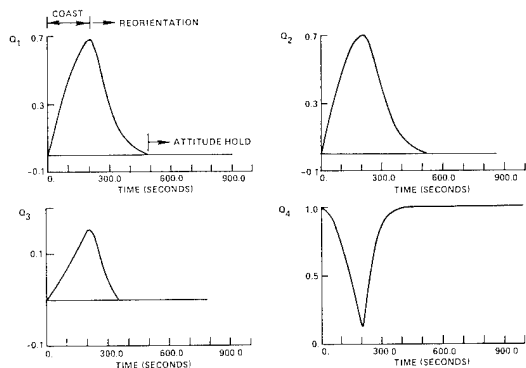 COAST
REORIENTATION
Q1
0.7
0.3
-0.1
ATTITUDE HOLD
0. 300.0 600.0 900.0
TIME (SECONDS)
Q2
0.7
0.3
-0.1
0. 300.0 600.0 900.0
TIME (SECONDS)
Q3
0.1
-0.1
0. 300.0 600.0 900.0
TIME (SECONDS)
Q4
1.0
0.5
0.
0. 300.0 600.0 900.0
TIME (SECONDS)